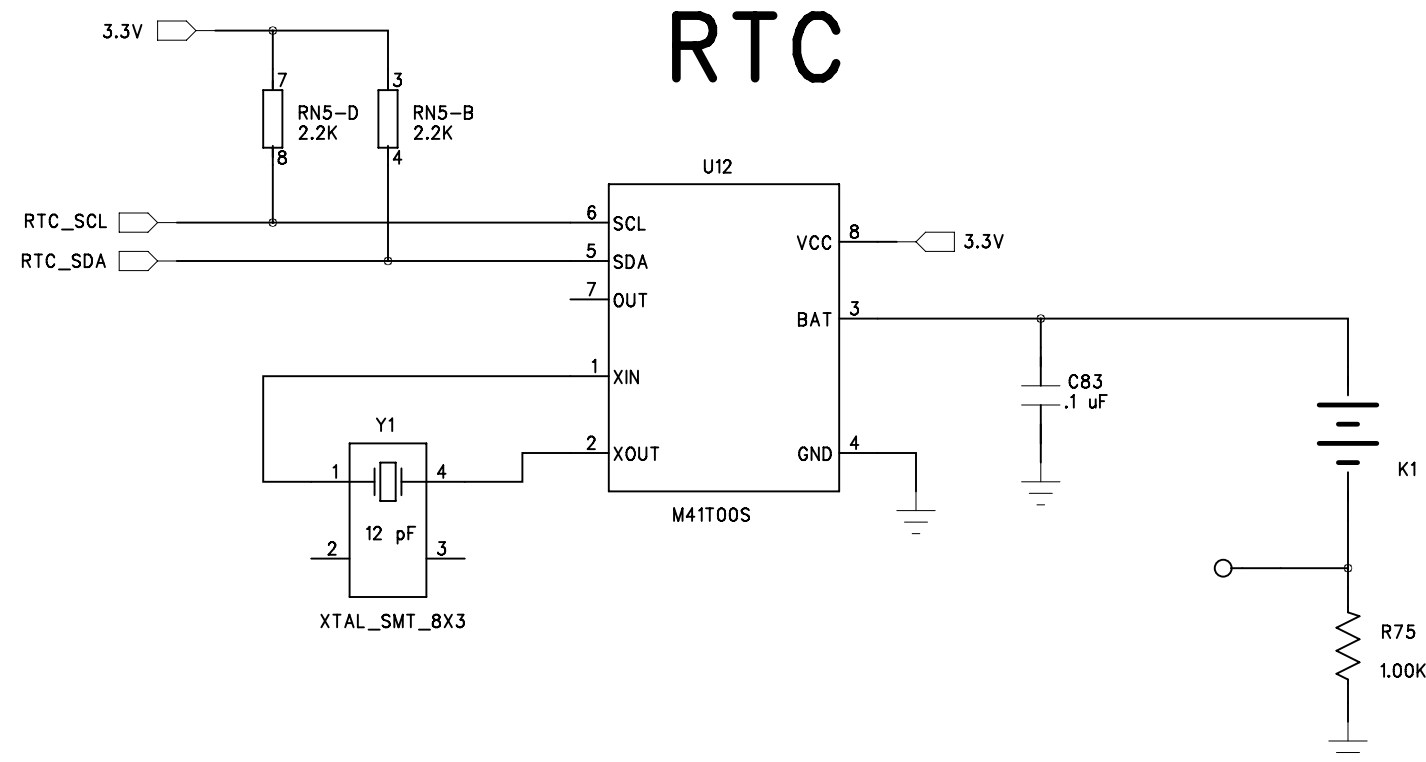 RTC
3.3V
7
3
RN5-D
2.2K
RN5-B
2.2K
8
4
U12
RTC_SCL
6
SCL
RTC_SDA
5
SDA
7
OUT
VCC
8
3.3V
BAT
3
1
XIN
C83
.1 uF
Y1
2
XOUT
GND
4
K1
1
4
12 pF
2
3
M41T00S
XTAL_SMT_8X3
R75
1.00K